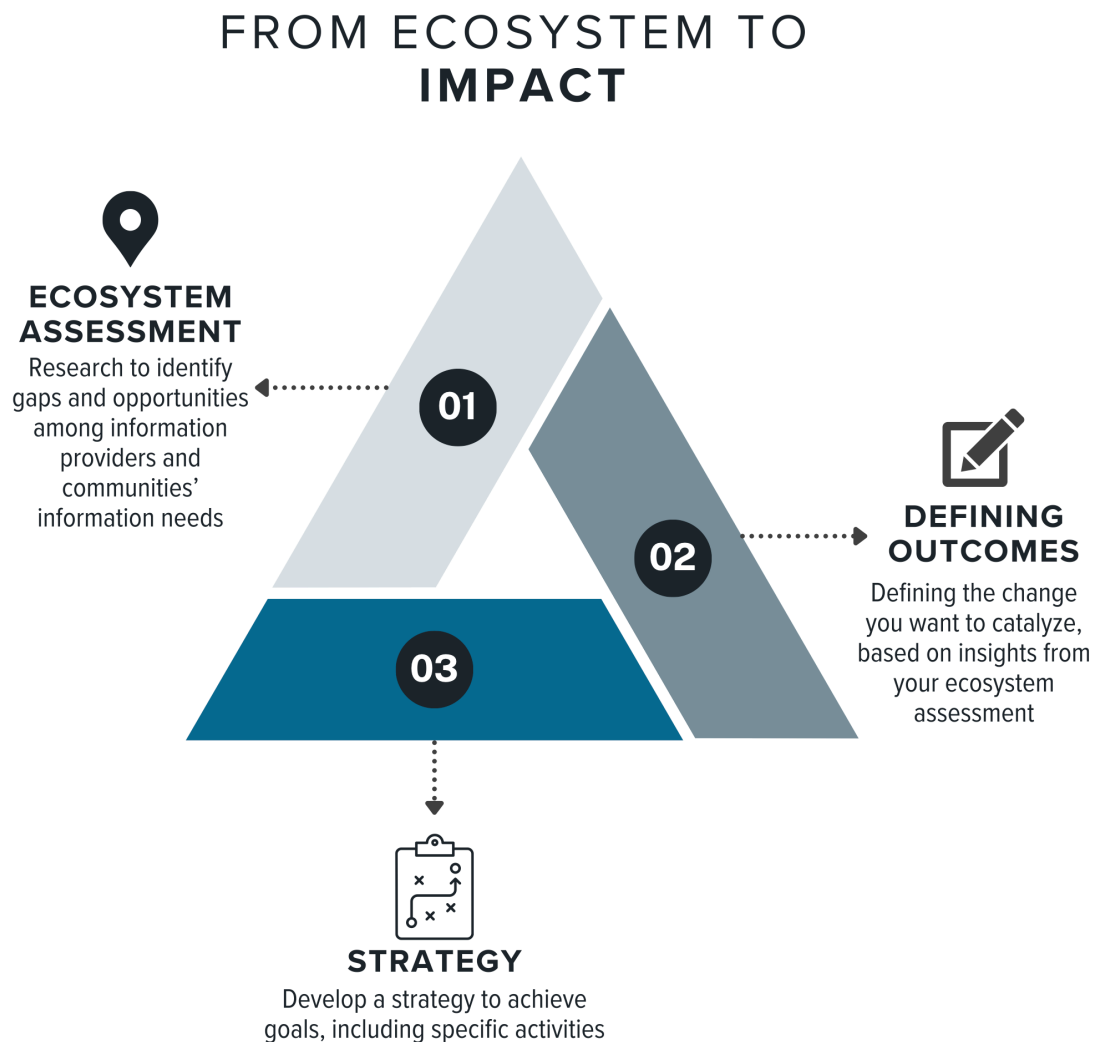 FROM ECOSYSTEM TO
IMPACT
ECOSYSTEM
ASSESSMENT
Research to identify
gaps and opportunities
among information
providers and
communities’
information needs
01
02
DEFINING
OUTCOMES
Defining the change
you want to catalyze,
based on insights from
your ecosystem
assessment
03
STRATEGY
Develop a strategy to achieve
goals, including specific activities